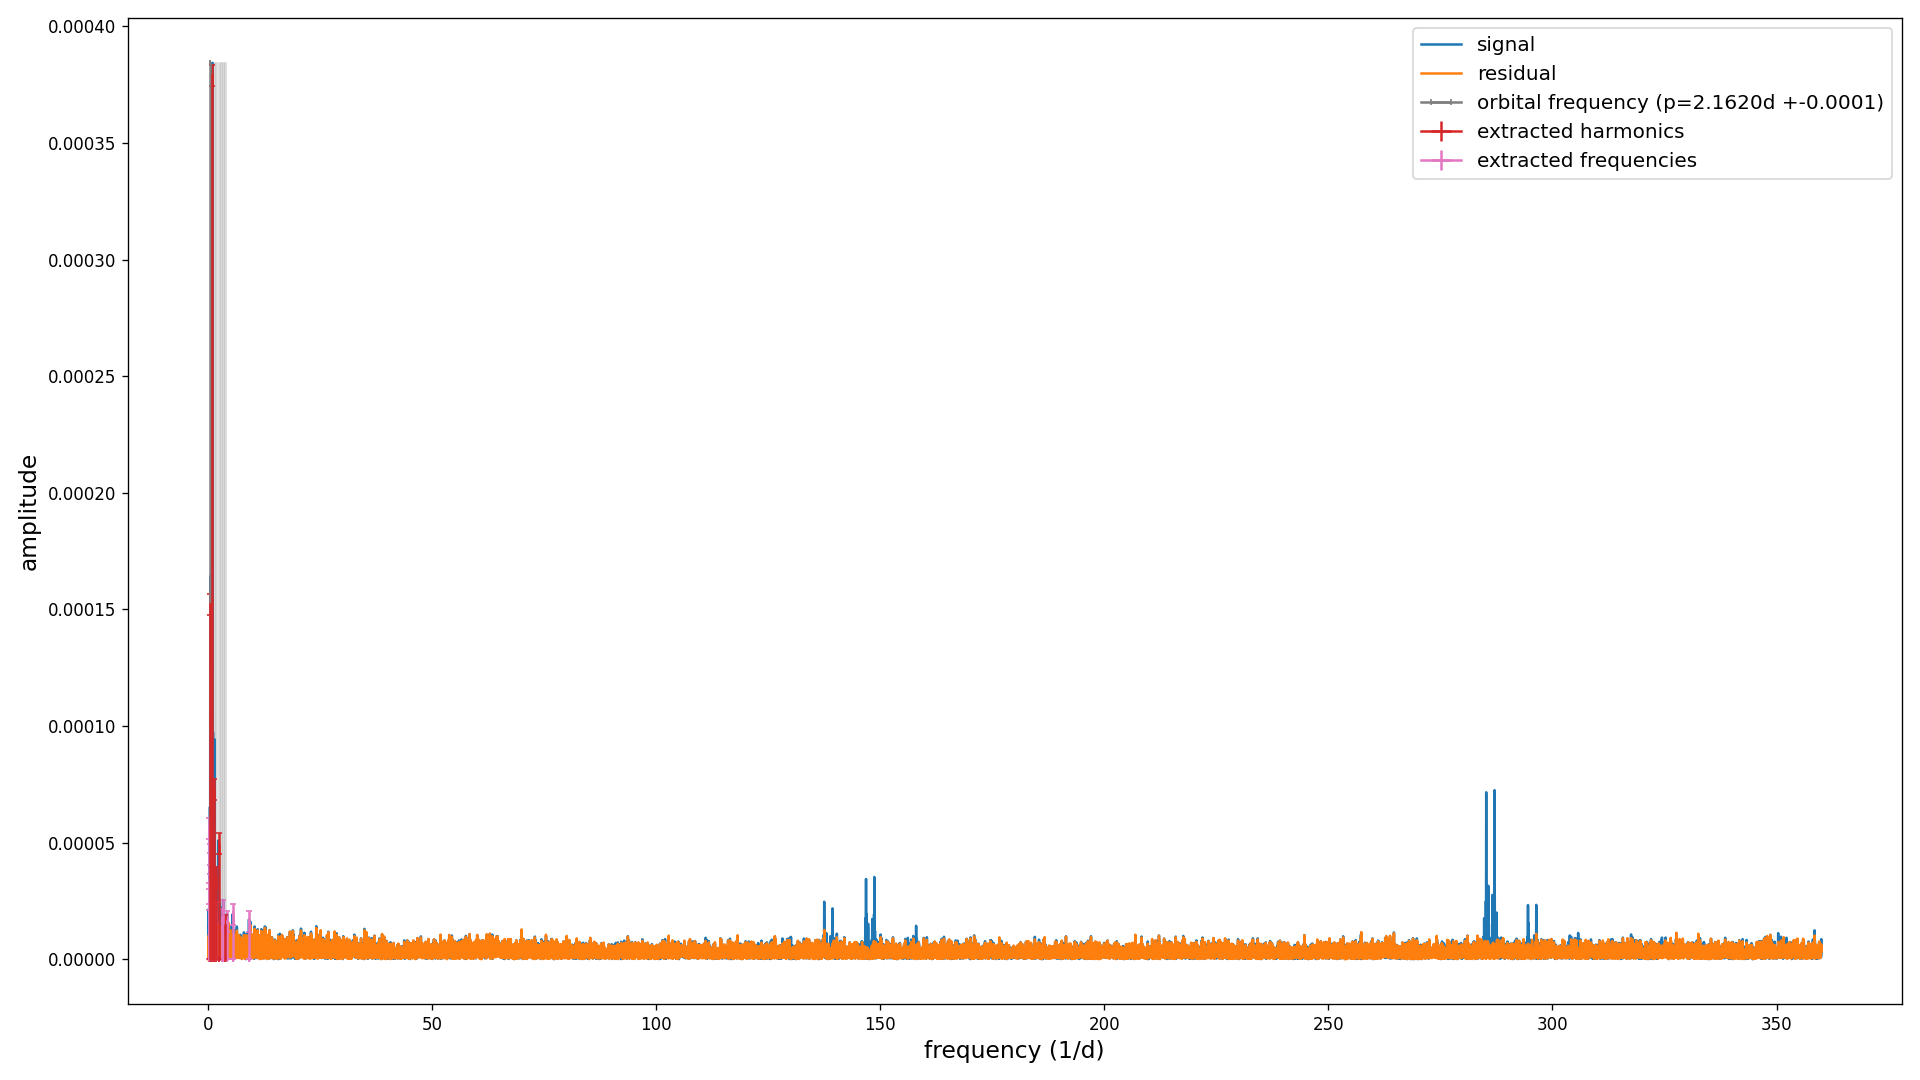 0.00040
0.00035
0.00030
0.00025
0.00020
0.00015
0.00010
0.00005
0.00000
amplitude
signal
residual
orbital frequency (p=2.1620d +-0.0001)
extracted harmonics
extracted frequencies
0 50 100 150 200 250 300 350
frequency (1/d)